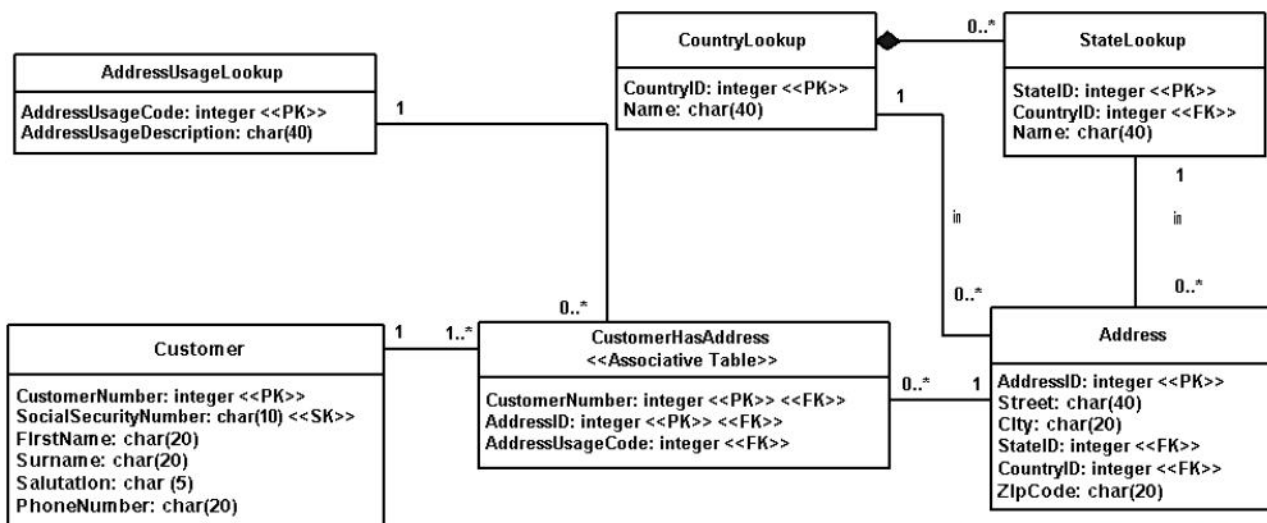 AddressUsageLookup
AddressUsageCode: integer <<PK>>
AddressUsageDescription: char(40)
1
CountryLookup
CountryID: integer <<PK>>
Name: char(40)
0..*
1
StateLookup
StateID: integer <<PK>>
CountryID: integer <<FK>>
Name: char(40)
1
in
in
0..*
0..*
0..*
Customer
CustomerNumber: integer <<PK>>
SocialSecurityNumber: char(10) <<SK>>
FIrstName: char(20)
Surname: char(20)
Salutation: char (5)
PhoneNumber: char(20)
1
1..*
CustomerHasAddress
<<Associative Table>>
CustomerNumber: integer <<PK>> <<FK>>
AddressID: integer <<PK>> <<FK>>
AddressUsageCode: integer <<FK>>
0..*
1
Address
AddressID: integer <<PK>>
Street: char(40)
City: char(20)
StateID: integer <<FK>>
CountryID: integer <<FK>>
ZipCode: char(20)